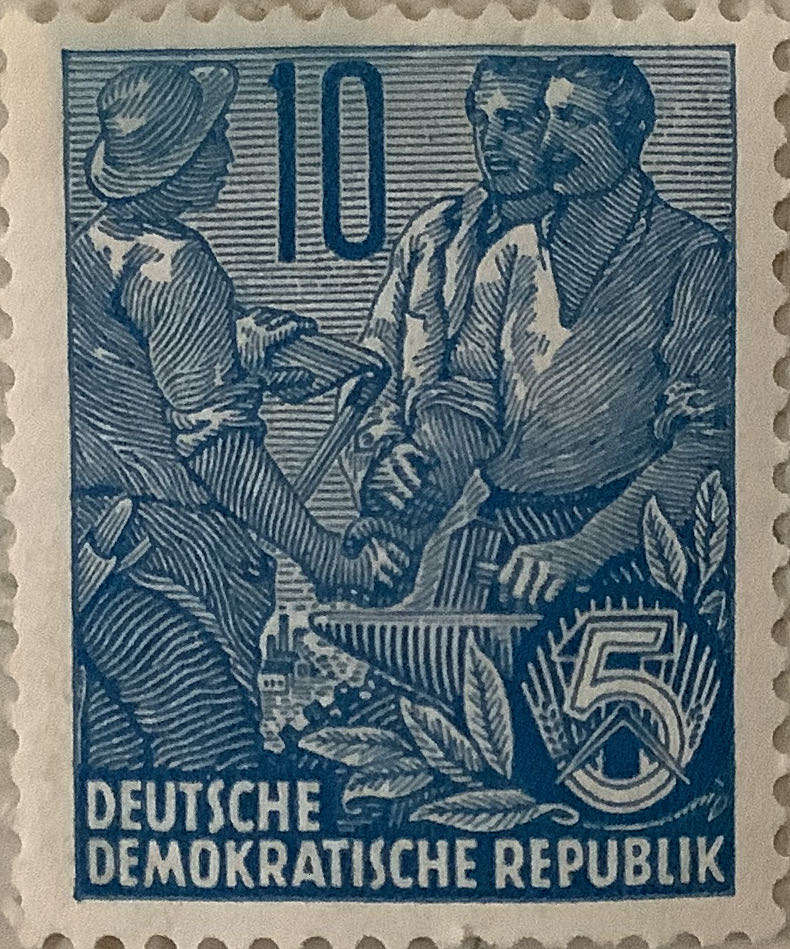 10
5
DEUTSCHE
DEMOKRATISCHE REPUBLIK